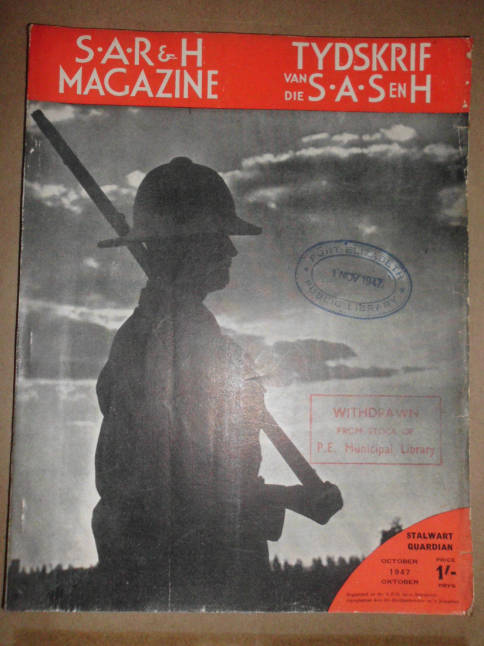 S·A·R & H
MAGAZINE
TYDSKRIF
VAN DIE S·A·S EN H
PORT ELIZABETH
1 NOV 1947
PUBLIC LIBRARY
WITHDRAWN
FROM STOCK OF
P.E. Municipal Library
STALWART
GUARDIAN
OCTOBER
1947
OKTOBER
PRICE
1/-
PRYS